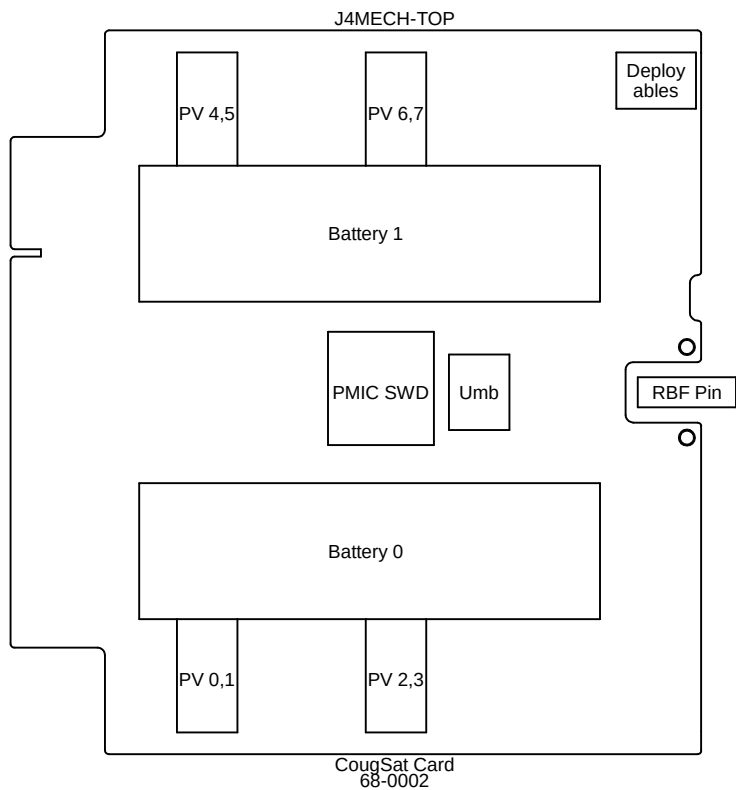 J4MECH-TOP
Deploy
ables
PV 4,5
PV 6,7
Battery 1
PMIC SWD
Umb
RBF Pin
Battery 0
PV 0,1
PV 2,3
CougSat Card
68-0002